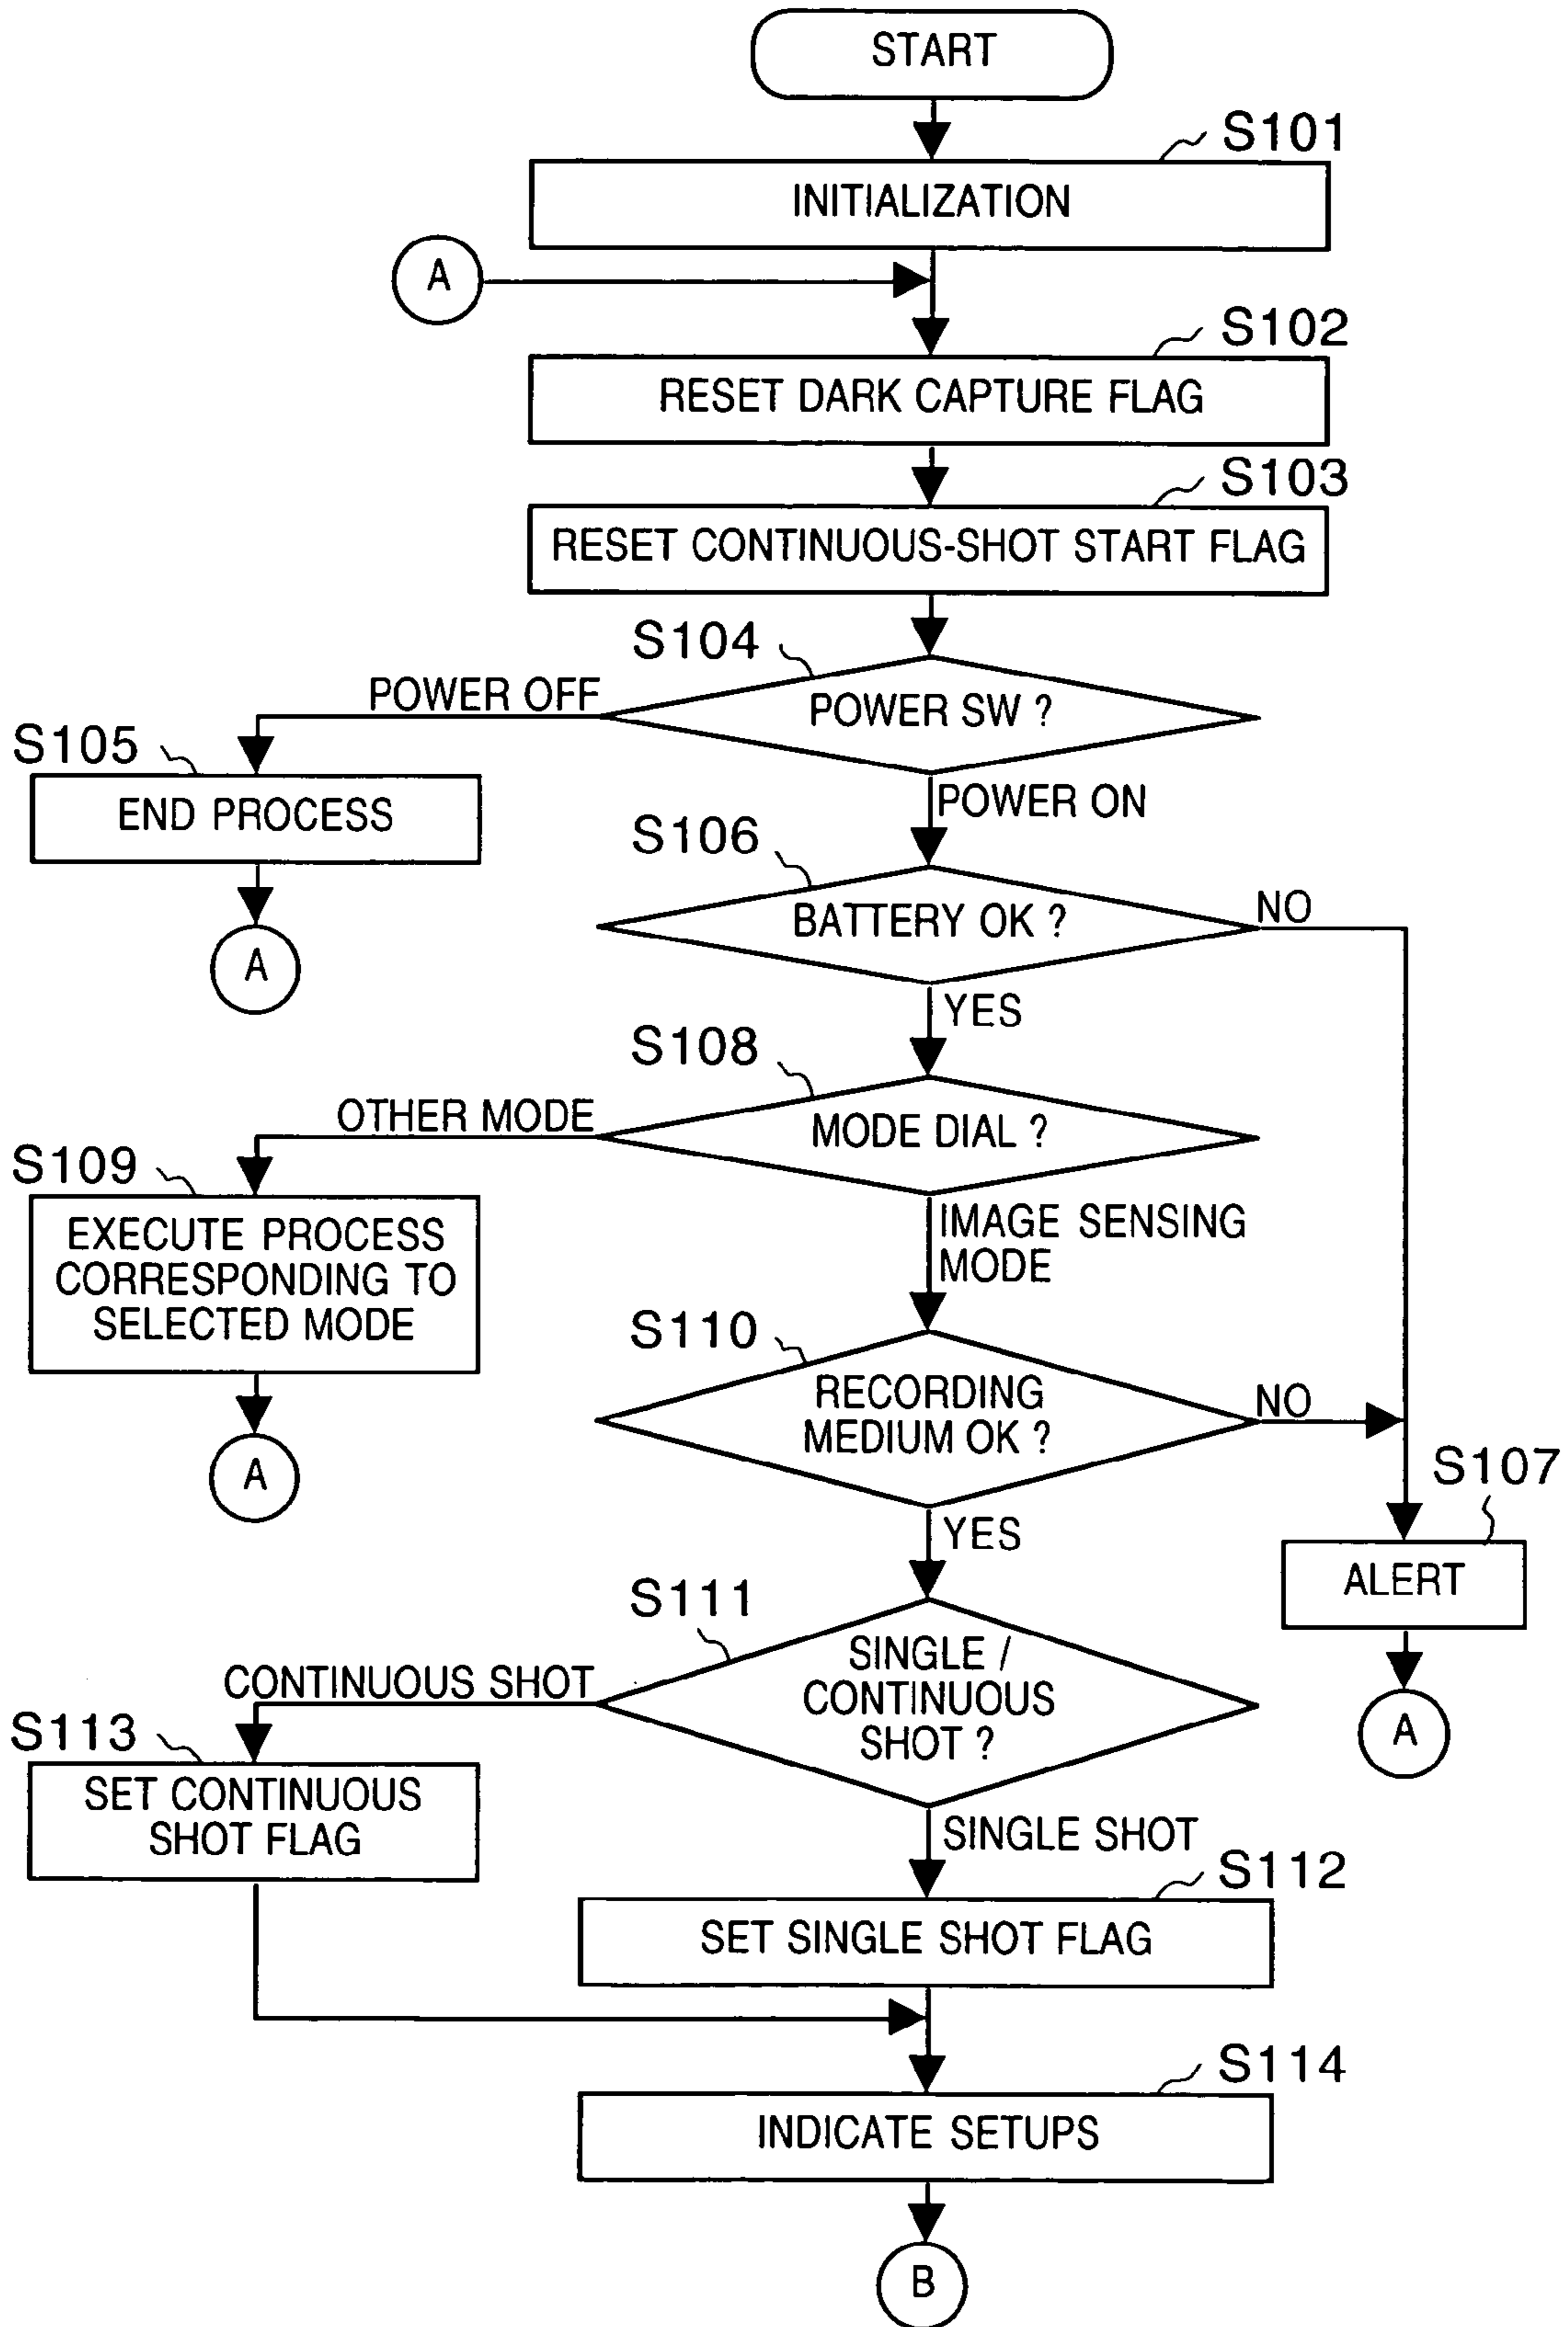 START
S101
INITIALIZATION
A
S102
RESET DARK CAPTURE FLAG
S103
RESET CONTINUOUS-SHOT START FLAG
S104
POWER OFF
POWER SW ?
S105
END PROCESS
POWER ON
A
S106
BATTERY OK ?
NO
YES
S108
OTHER MODE
MODE DIAL ?
S109
EXECUTE PROCESS
CORRESPONDING TO
SELECTED MODE
IMAGE SENSING
MODE
A
S110
RECORDING
MEDIUM OK ?
NO
S107
YES
ALERT
A
S111
CONTINUOUS SHOT
SINGLE /
CONTINUOUS
SHOT ?
S113
SET CONTINUOUS
SHOT FLAG
SINGLE SHOT
S112
SET SINGLE SHOT FLAG
S114
INDICATE SETUPS
B